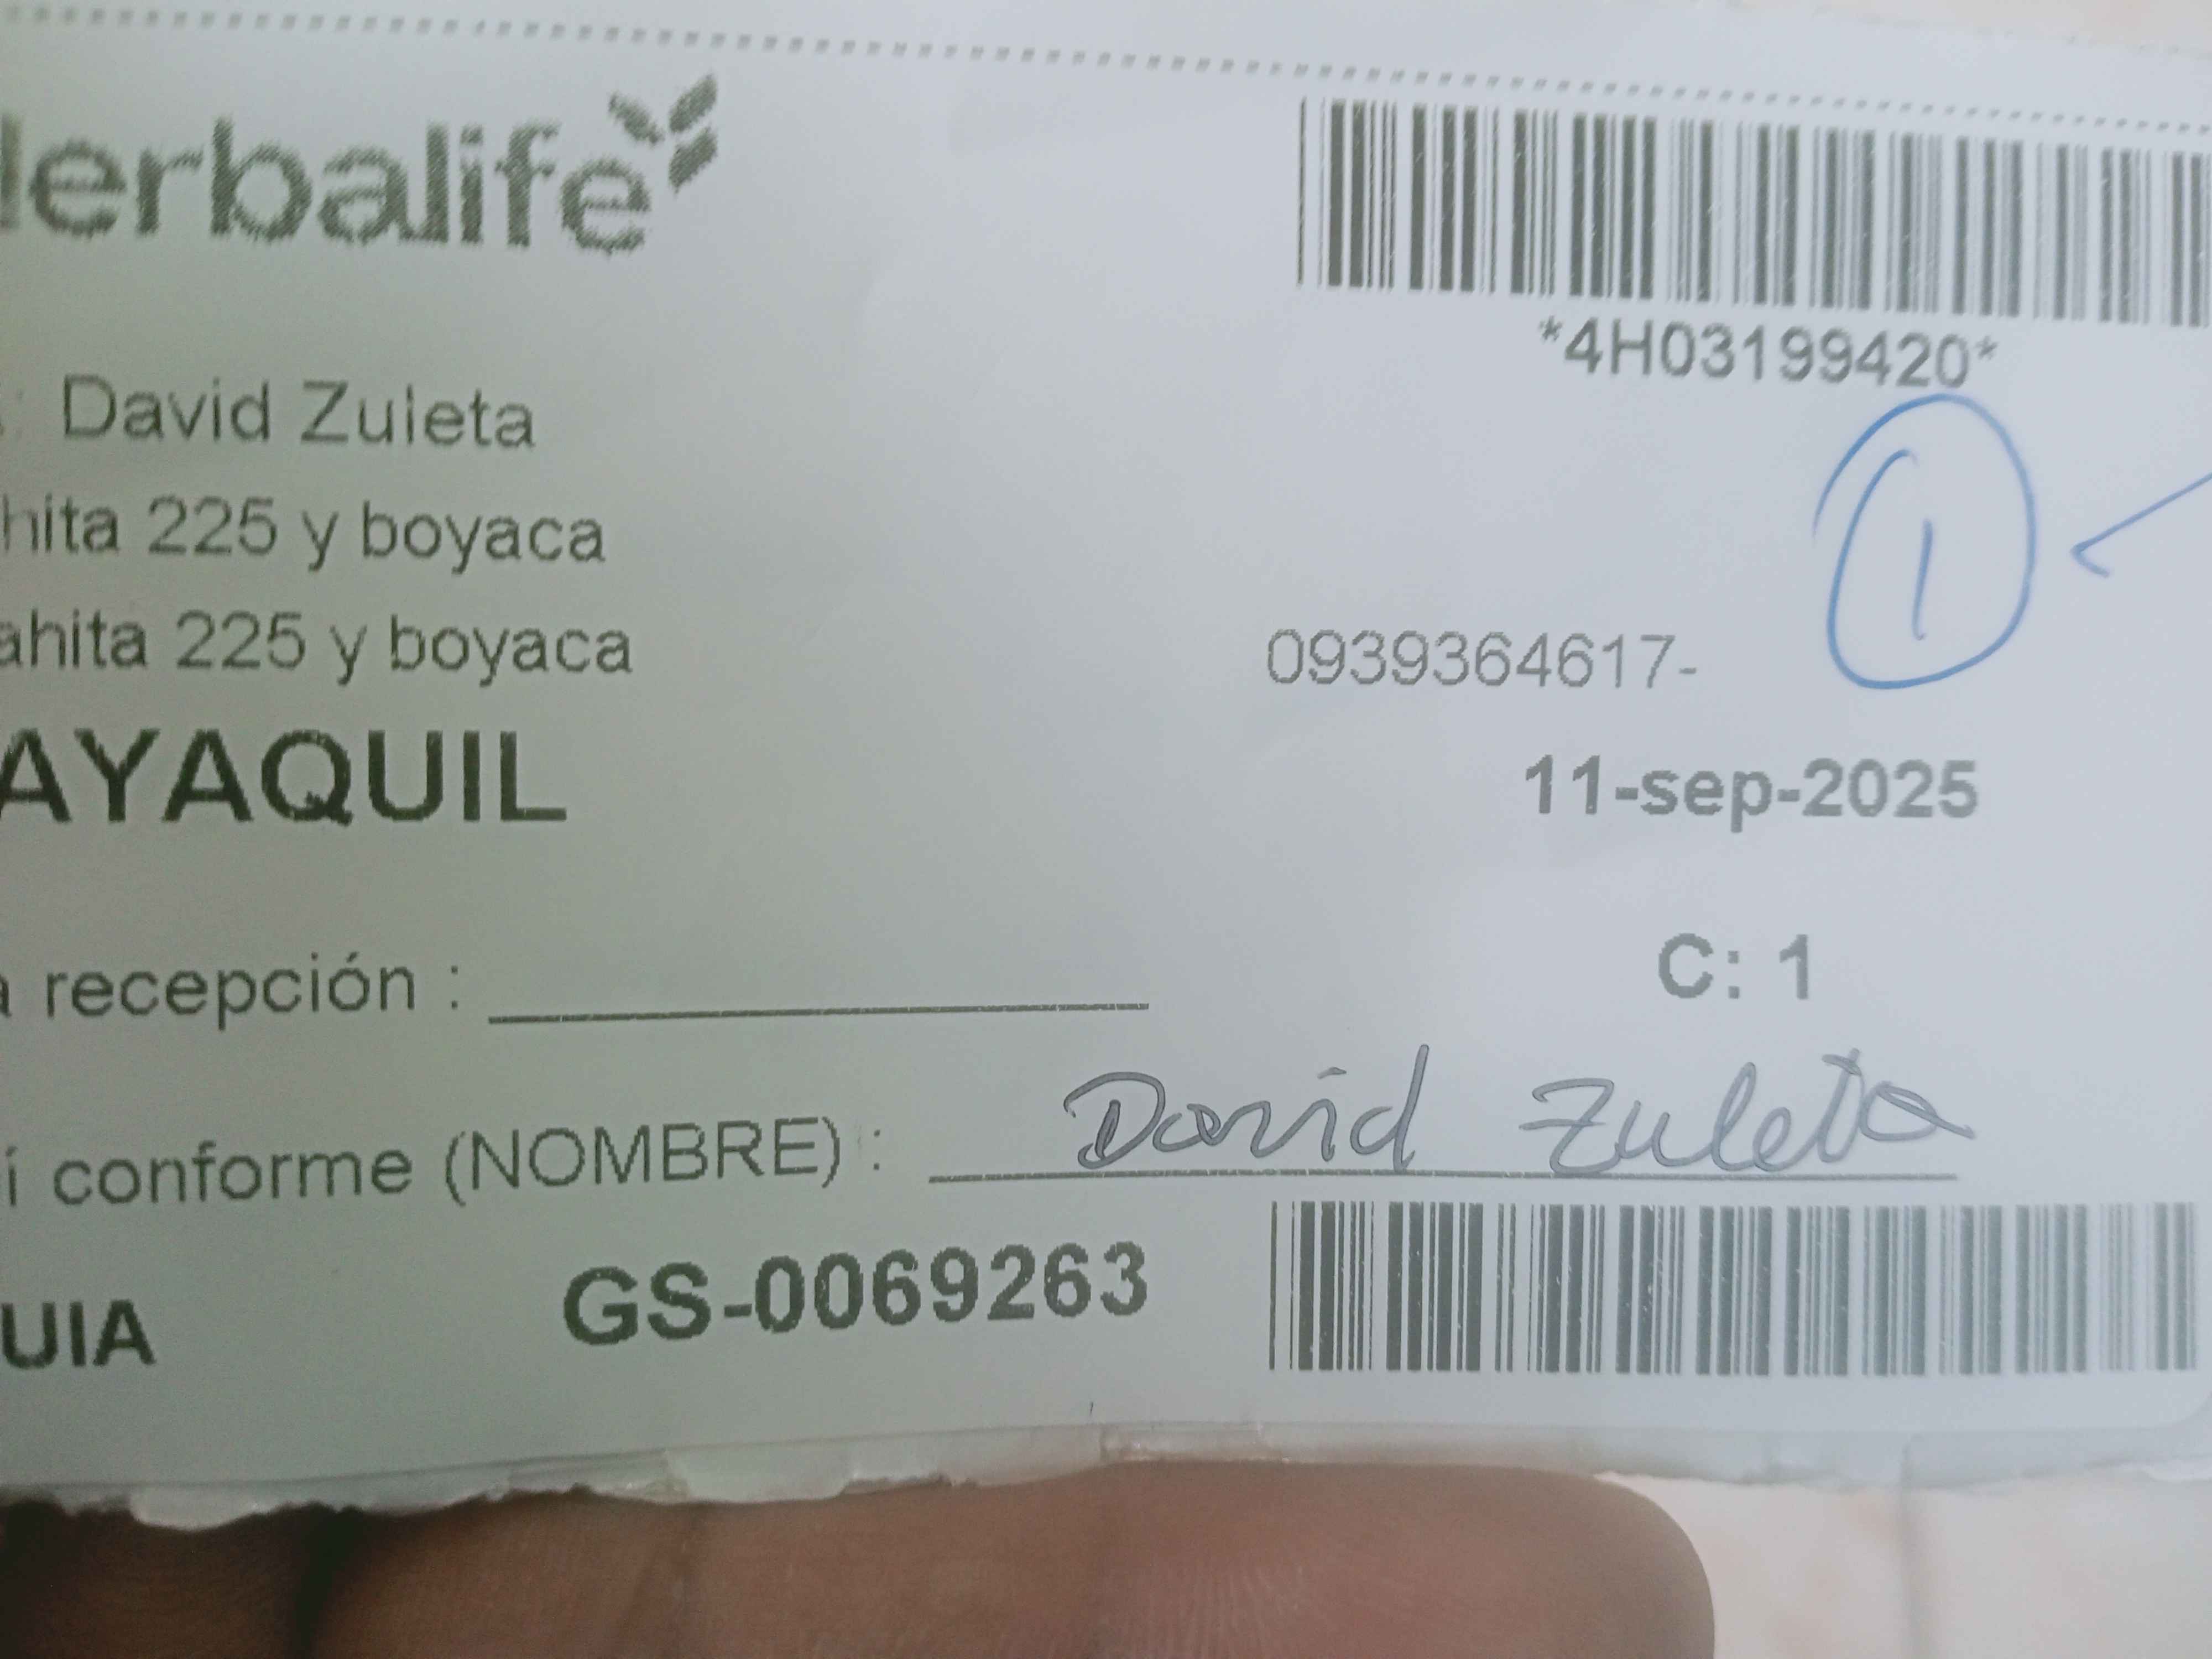 Herbalife
*4H03199420*
: David Zuleta
hita 225 y boyaca
1
ahita 225 y boyaca
0939364617-
AYAQUIL
11-sep-2025
a recepción :
C: 1
í conforme (NOMBRE) : David Zuleta
UIA
GS-0069263